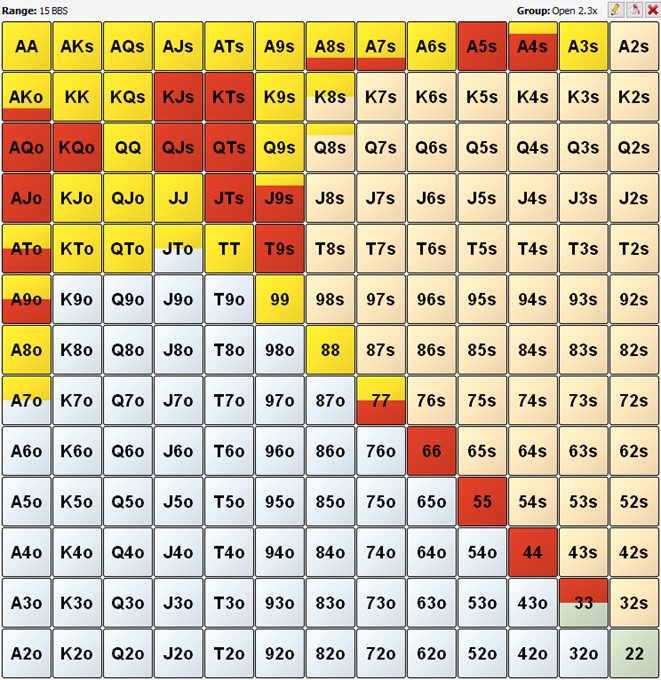 Range: 15 BBS Group: Open 2.3x
AA AKs AQs AJs ATs A9s A8s A7s A6s A5s A4s A3s A2s
AKo KK KQs KJs KTs K9s K8s K7s K6s K5s K4s K3s K2s
AQo KQo QQ QJs QTs Q9s Q8s Q7s Q6s Q5s Q4s Q3s Q2s
AJo KJo QJo JJ JTs J9s J8s J7s J6s J5s J4s J3s J2s
ATo KTo QTo JTo TT T9s T8s T7s T6s T5s T4s T3s T2s
A9o K9o Q9o J9o T9o 99 98s 97s 96s 95s 94s 93s 92s
A8o K8o Q8o J8o T8o 98o 88 87s 86s 85s 84s 83s 82s
A7o K7o Q7o J7o T7o 97o 87o 77 76s 75s 74s 73s 72s
A6o K6o Q6o J6o T6o 96o 86o 76o 66 65s 64s 63s 62s
A5o K5o Q5o J5o T5o 95o 85o 75o 65o 55 54s 53s 52s
A4o K4o Q4o J4o T4o 94o 84o 74o 64o 54o 44 43s 42s
A3o K3o Q3o J3o T3o 93o 83o 73o 63o 53o 43o 33 32s
A2o K2o Q2o J2o T2o 92o 82o 72o 62o 52o 42o 32o 22